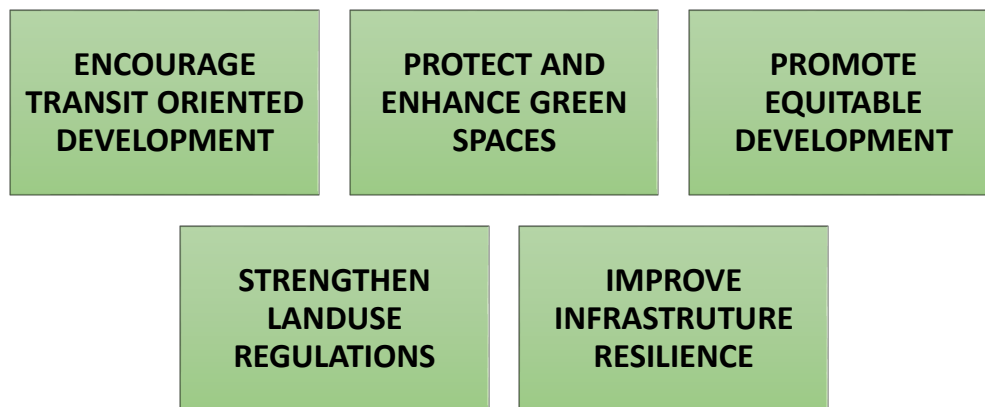 ENCOURAGE
TRANSIT ORIENTED
DEVELOPMENT
PROTECT AND
ENHANCE GREEN
SPACES
PROMOTE
EQUITABLE
DEVELOPMENT
STRENGTHEN
LANDUSE
REGULATIONS
IMPROVE
INFRASTRUTURE
RESILIENCE